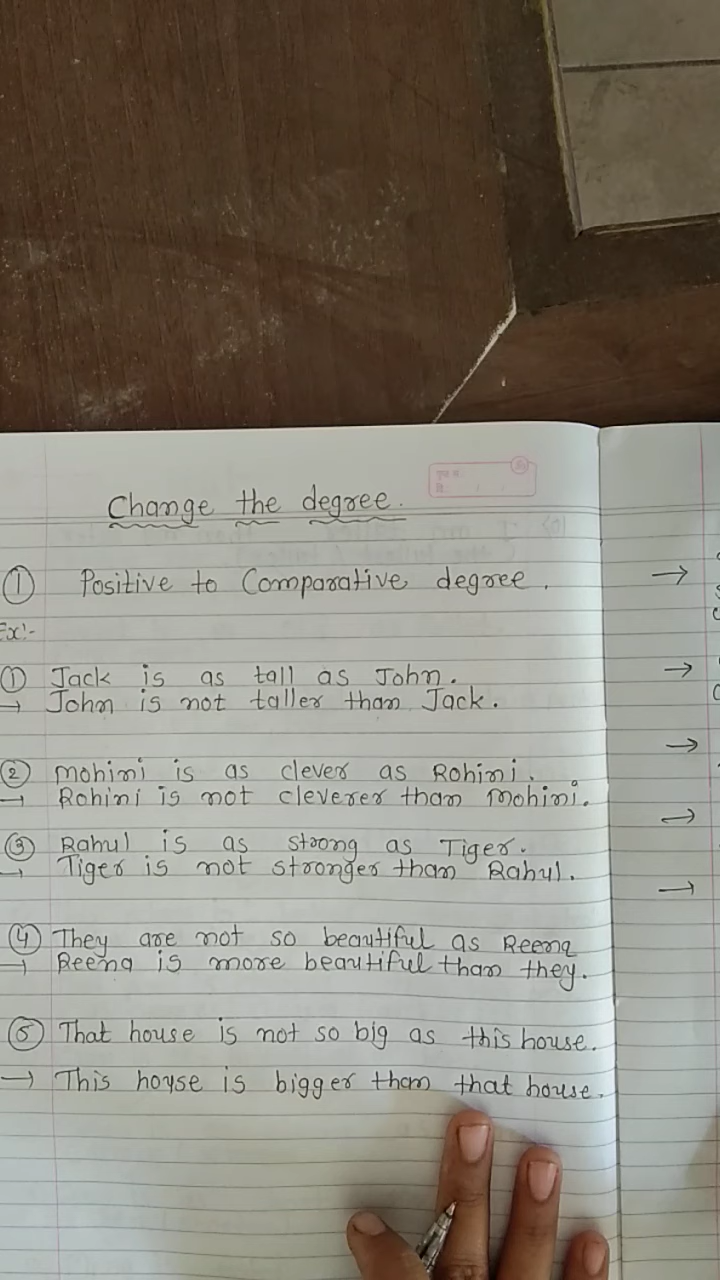 Change the degree.
① Positive to Comparative degree.
Ex:-
① Jack is as tall as John.
→ John is not taller than Jack.
② Mohini is as clever as Rohini.
→ Rohini is not cleverer than Mohini.
③ Rahul is as strong as Tiger.
→ Tiger is not stronger than Rahul.
④ They are not so beautiful as Reena
→ Reena is more beautiful than they.
⑤ That house is not so big as this house.
→ This house is bigger than that house.
→
→
→
→
→